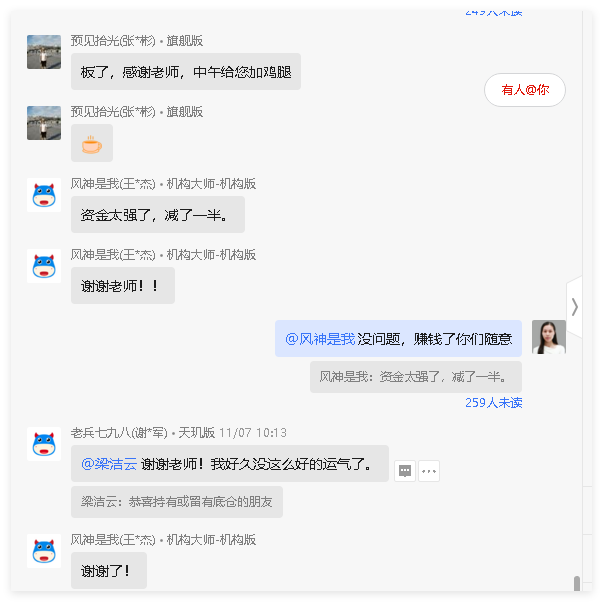 249人未读
预见拾光(张*彬) • 旗舰版
板了，感谢老师，中午给您加鸡腿
有人@你
预见拾光(张*彬) • 旗舰版
风神是我(王*杰) • 机构大师-机构版
资金太强了，减了一半。
风神是我(王*杰) • 机构大师-机构版
谢谢老师！！
@风神是我 没问题，赚钱了你们随意
风神是我：资金太强了，减了一半。
259人未读
老兵七九八(谢*军) • 天玑版 11/07 10:13
@梁洁云 谢谢老师！我好久没这么好的运气了。
梁洁云：恭喜持有或留有底仓的朋友
风神是我(王*杰) • 机构大师-机构版
谢谢了！